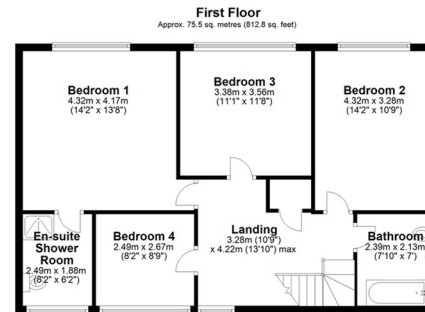 First Floor
Approx. 75.5 sq. metres (812.8 sq. feet)
Bedroom 1
4.32m x 4.17m
(14'2" x 13'8")
Bedroom 3
3.38m x 3.56m
(11'1" x 11'8")
Bedroom 2
4.32m x 3.28m
(14'2" x 10'9")
En-suite
Shower
Room
2.49m x 1.88m
(8'2" x 6'2")
Bedroom 4
2.49m x 2.67m
(8'2" x 8'9")
Landing
3.28m (10'9")
x 4.22m (13'10") max
Bathroom
2.39m x 2.13m
(7'10" x 7')